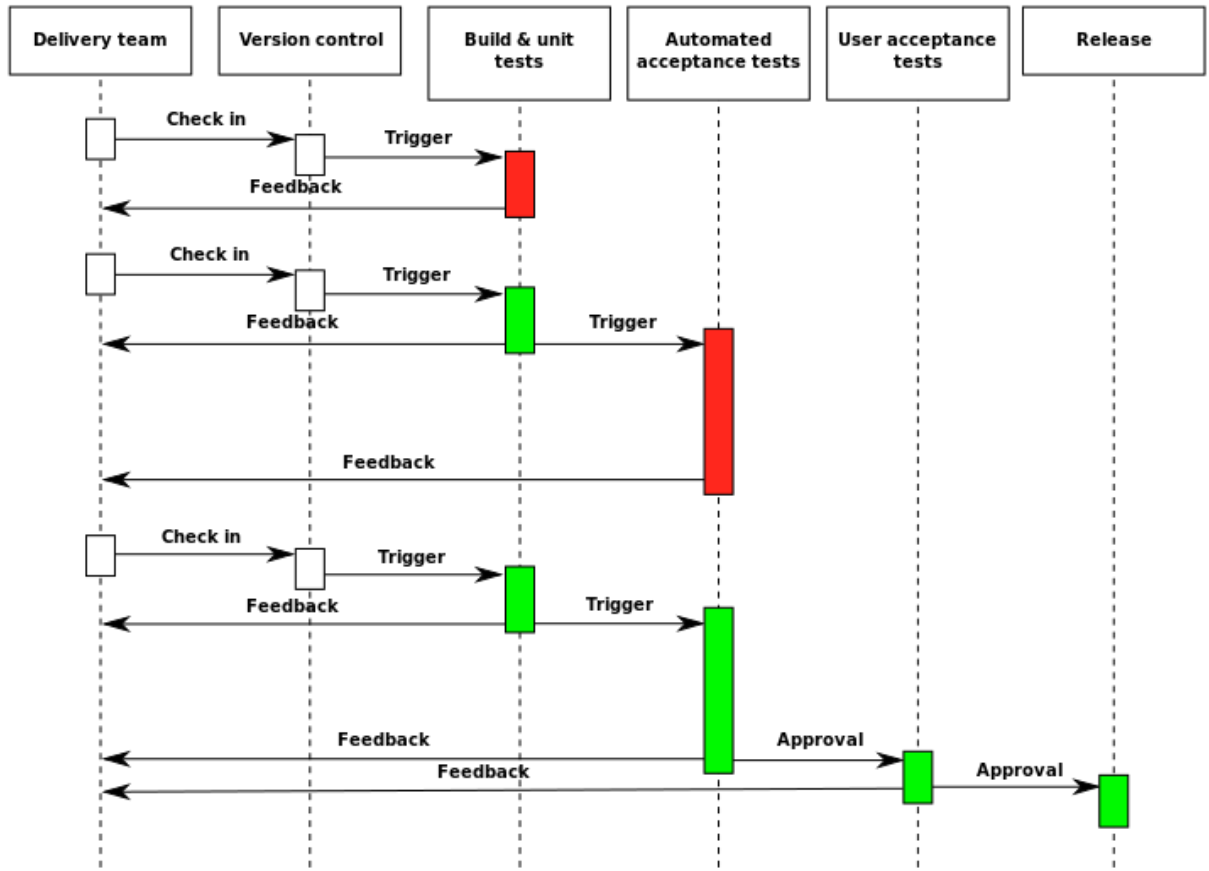 Delivery team
Version control
Build & unit
tests
Automated
acceptance tests
User acceptance
tests
Release
Check in
Trigger
Feedback
Check in
Trigger
Feedback
Trigger
Feedback
Check in
Trigger
Feedback
Trigger
Feedback
Approval
Feedback
Approval